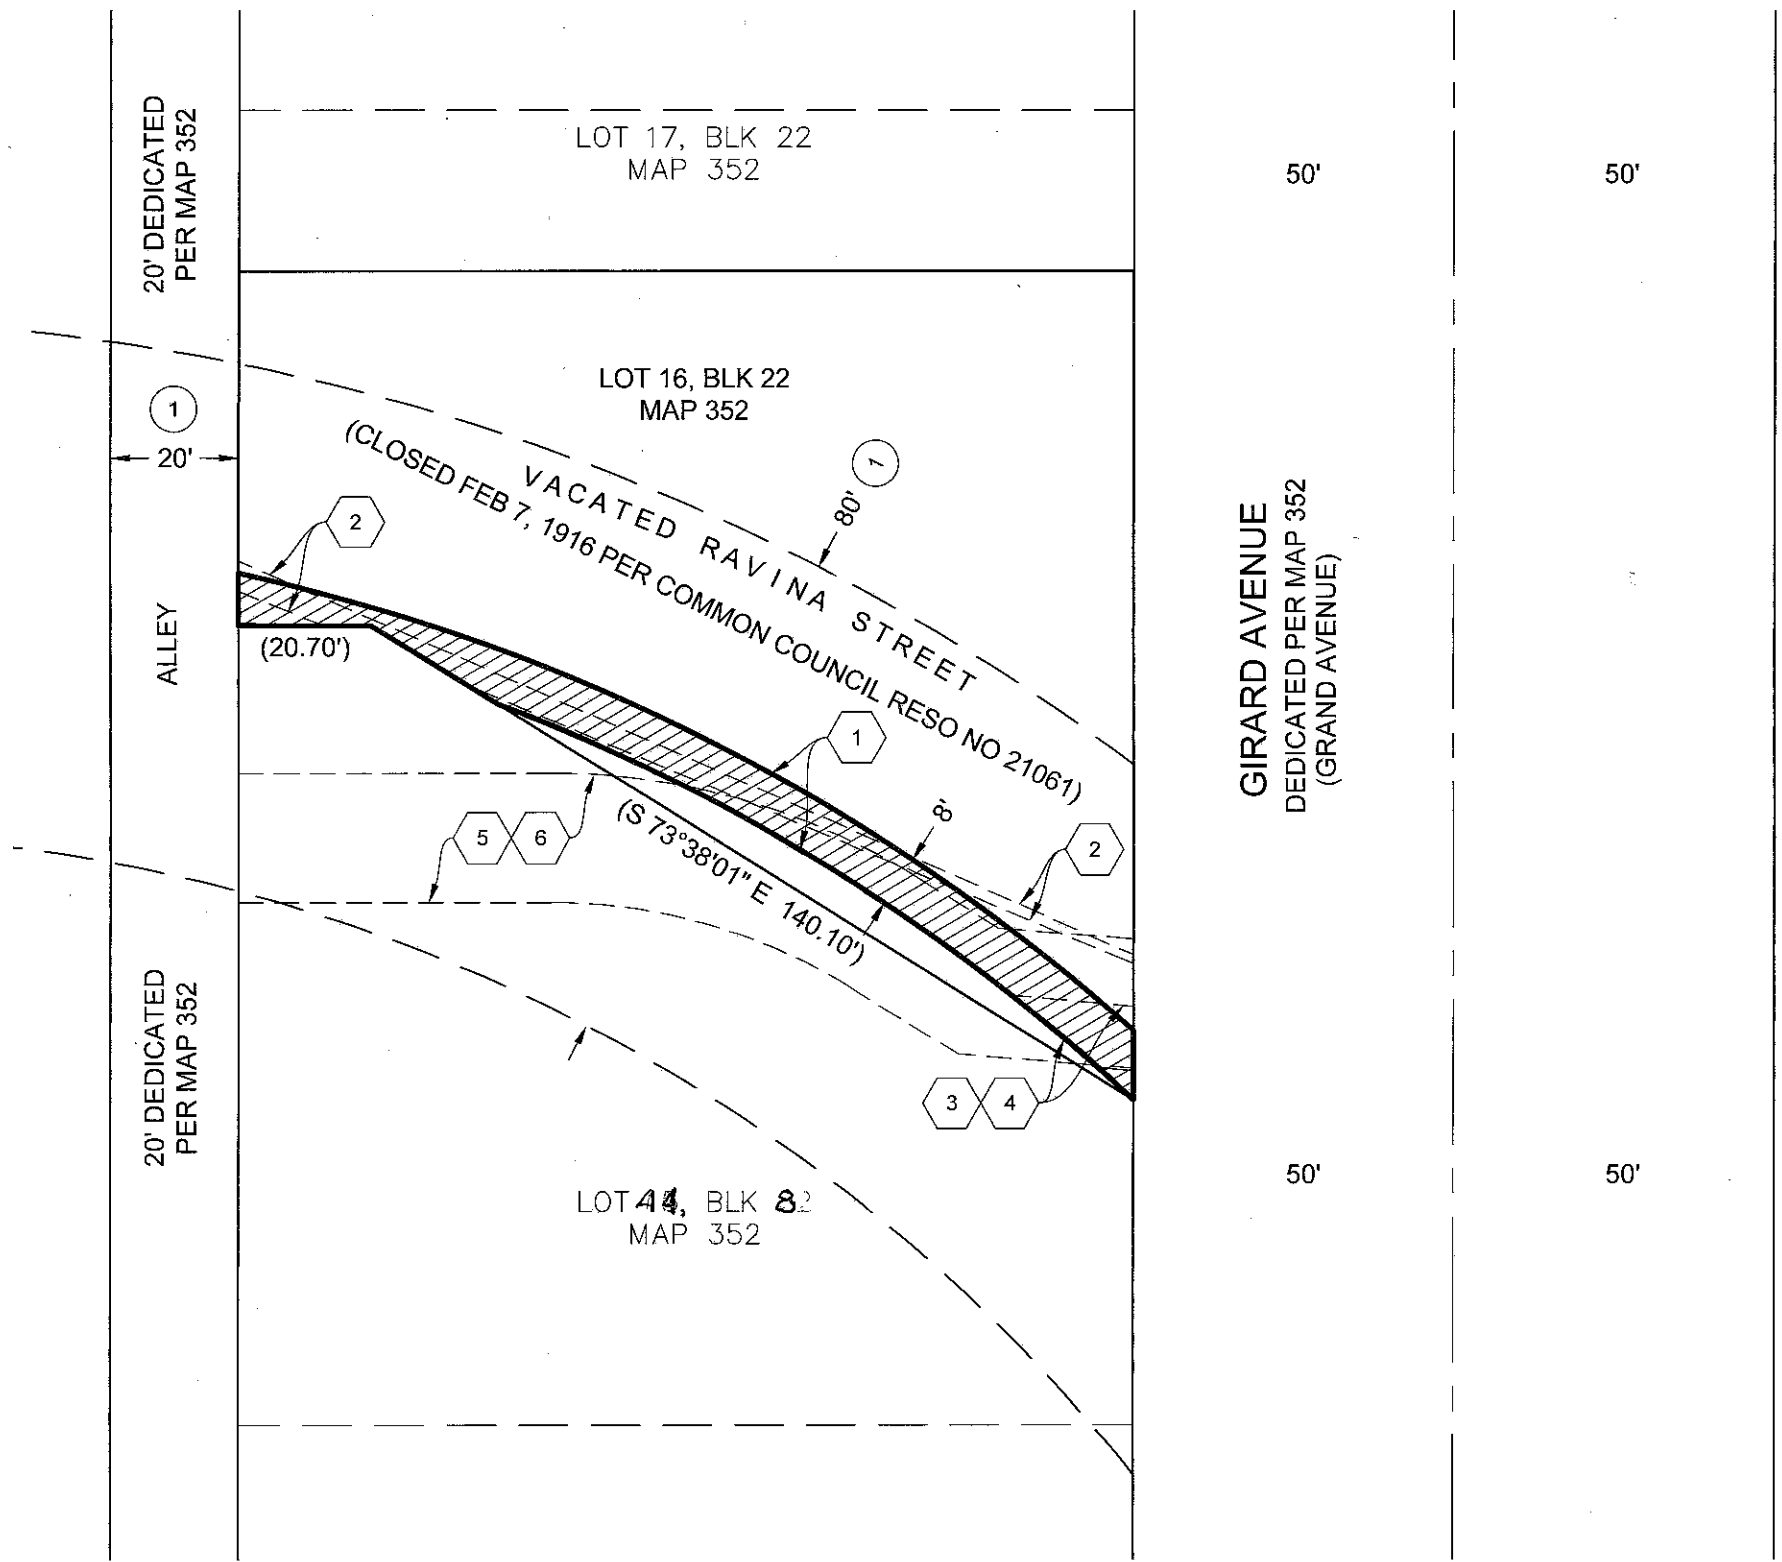 20' DEDICATED
PER MAP 352
LOT 17, BLK 22
MAP 352
50'
50'
LOT 16, BLK 22
MAP 352
1
20'
80'
1
VACATED RAVINA STREET
(CLOSED FEB 7, 1916 PER COMMON COUNCIL RESO NO 21061)
2
GIRARD AVENUE
DEDICATED PER MAP 352
(GRAND AVENUE)
ALLEY
(20.70')
1
8'
5
6
(S 73°38'01" E 140.10')
2
3
4
20' DEDICATED
PER MAP 352
50'
50'
LOT BLK
MAP 352